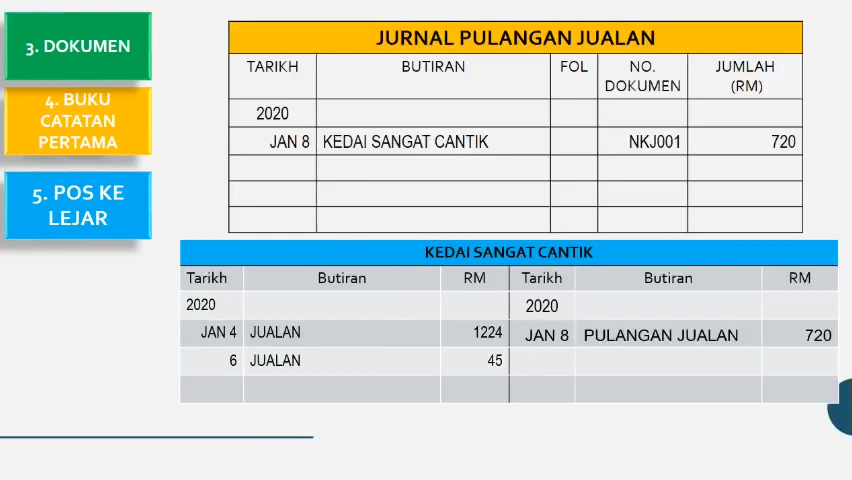 3. DOKUMEN
4. BUKU
CATATAN
PERTAMA
5. POS KE
LEJAR
JURNAL PULANGAN JUALAN
TARIKH BUTIRAN FOL NO. DOKUMEN JUMLAH (RM)
2020
JAN 8 KEDAI SANGAT CANTIK NKJ001 720
KEDAI SANGAT CANTIK
Tarikh Butiran RM Tarikh Butiran RM
2020 2020
JAN 4 JUALAN 1224 JAN 8 PULANGAN JUALAN 720
6 JUALAN 45